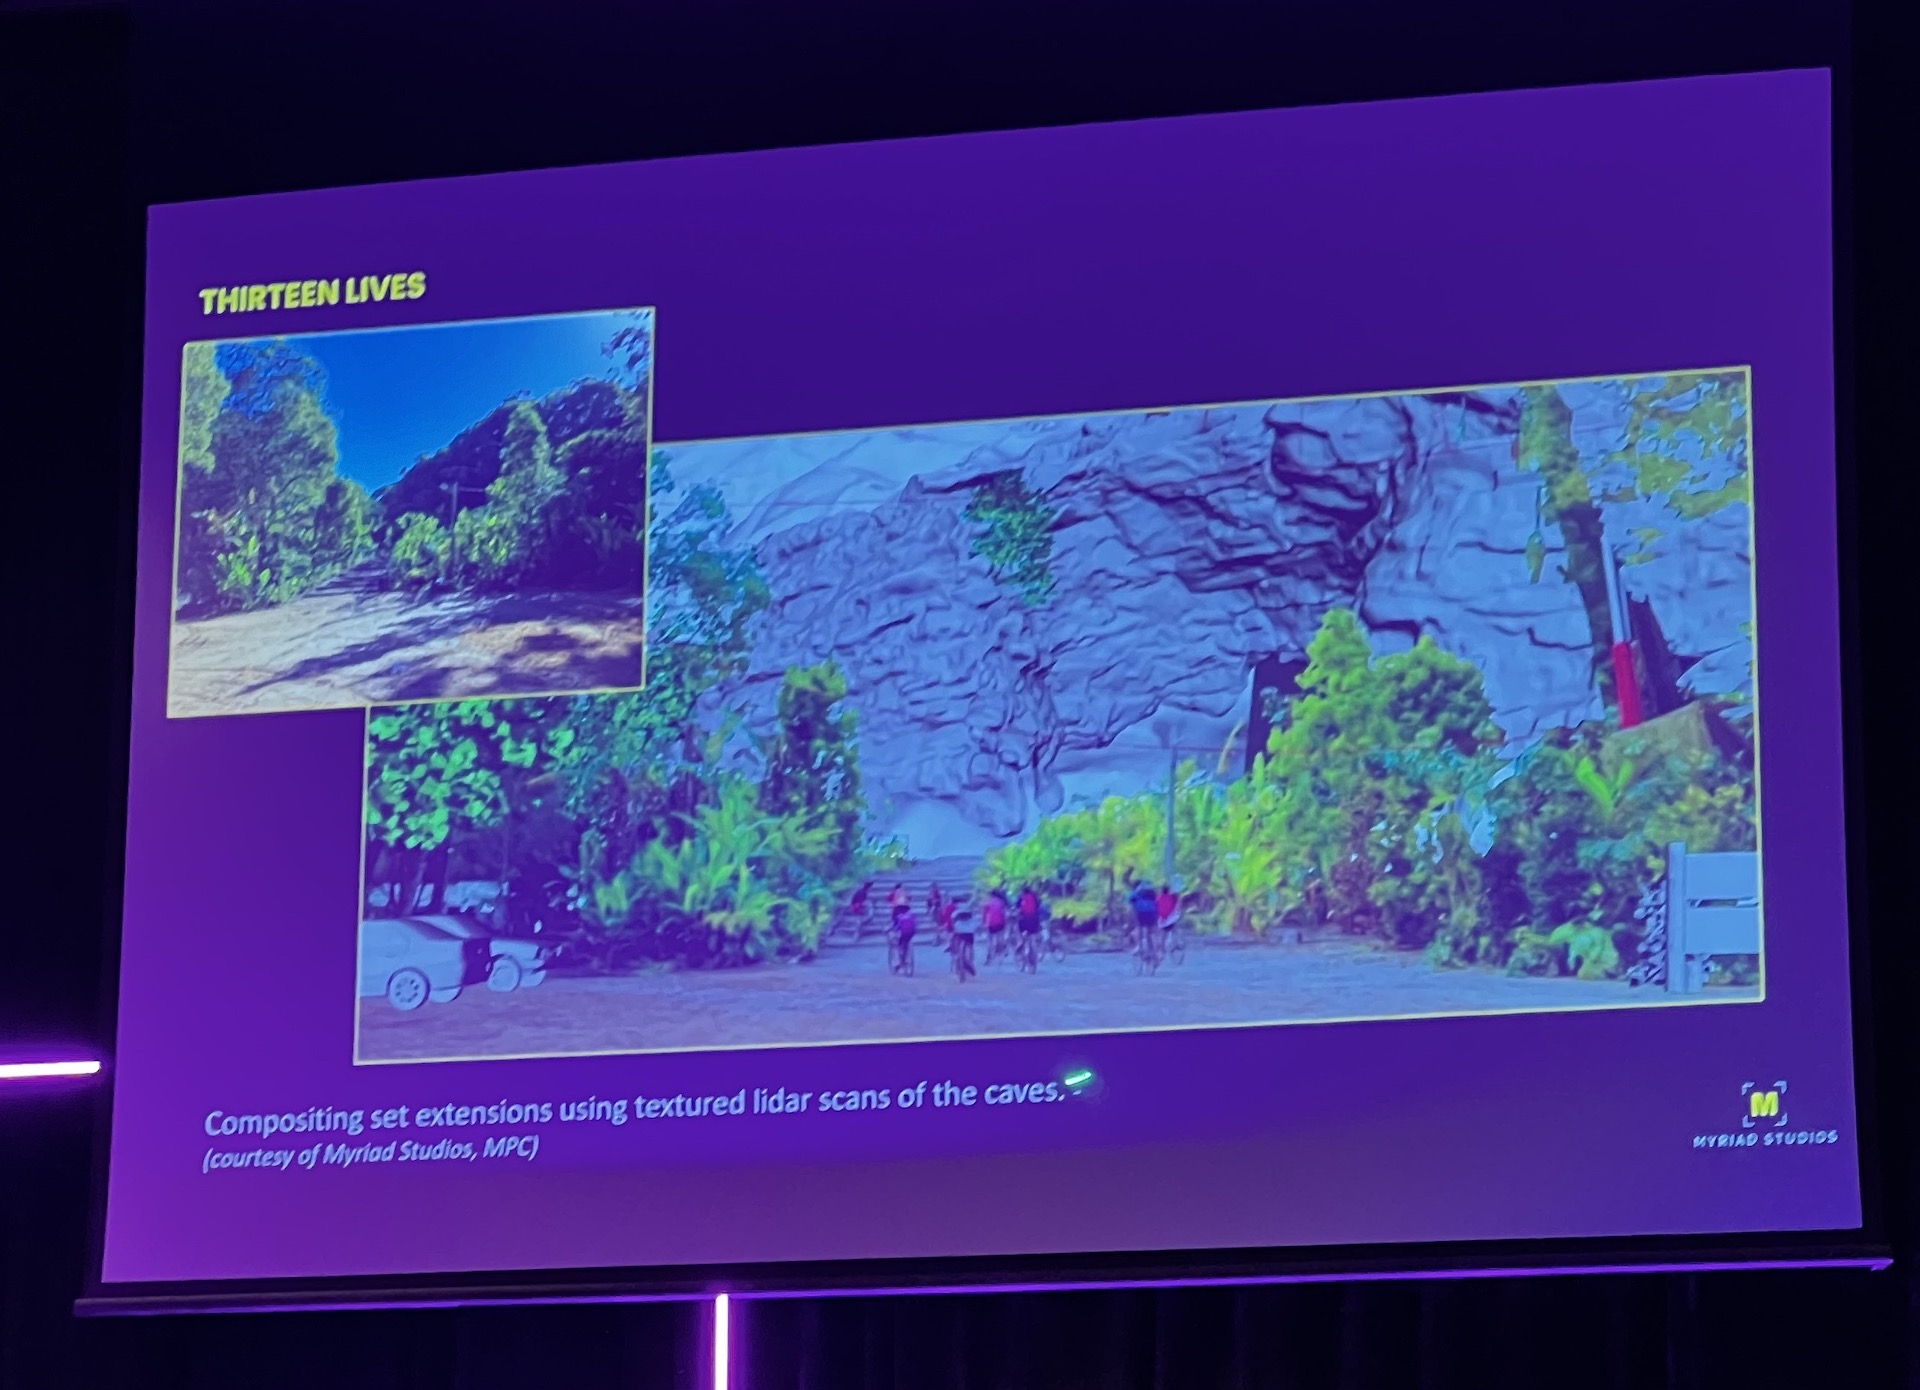 THIRTEEN LIVES
Compositing set extensions using textured lidar scans of the caves.
(courtesy of Myriad Studios, MPC)
M
MYRIAD STUDIOS